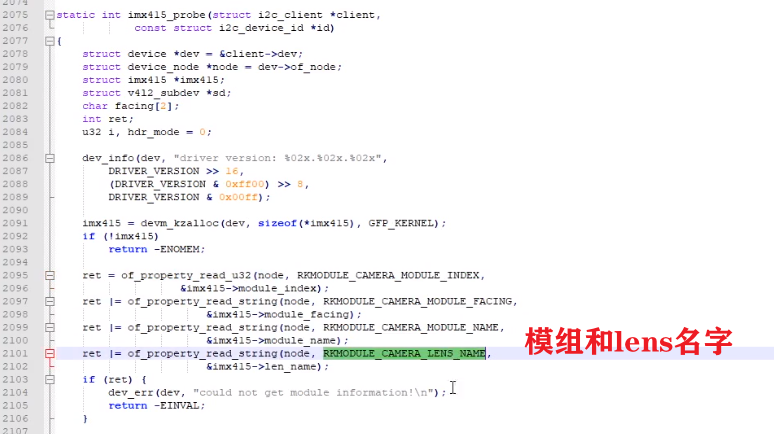 2074
2075 static int imx415_probe(struct i2c_client *client,
2076 const struct i2c_device_id *id)
2077 {
2078 struct device *dev = &client->dev;
2079 struct device_node *node = dev->of_node;
2080 struct imx415 *imx415;
2081 struct v4l2_subdev *sd;
2082 char facing[2];
2083 int ret;
2084 u32 i, hdr_mode = 0;
2085
2086 dev_info(dev, "driver version: %02x.%02x.%02x",
2087 DRIVER_VERSION >> 16,
2088 (DRIVER_VERSION & 0xff00) >> 8,
2089 DRIVER_VERSION & 0x00ff);
2090
2091 imx415 = devm_kzalloc(dev, sizeof(*imx415), GFP_KERNEL);
2092 if (!imx415)
2093 return -ENOMEM;
2094
2095 ret = of_property_read_u32(node, RKMODULE_CAMERA_MODULE_INDEX,
2096 &imx415->module_index);
2097 ret |= of_property_read_string(node, RKMODULE_CAMERA_MODULE_FACING,
2098 &imx415->module_facing);
2099 ret |= of_property_read_string(node, RKMODULE_CAMERA_MODULE_NAME,
2100 &imx415->module_name);
模组和lens名字
2101 ret |= of_property_read_string(node, RKMODULE_CAMERA_LENS_NAME,
2102 &imx415->len_name);
2103 if (ret) {
2104 dev_err(dev, "could not get module information!\n");
2105 return -EINVAL;
2106 }
2107